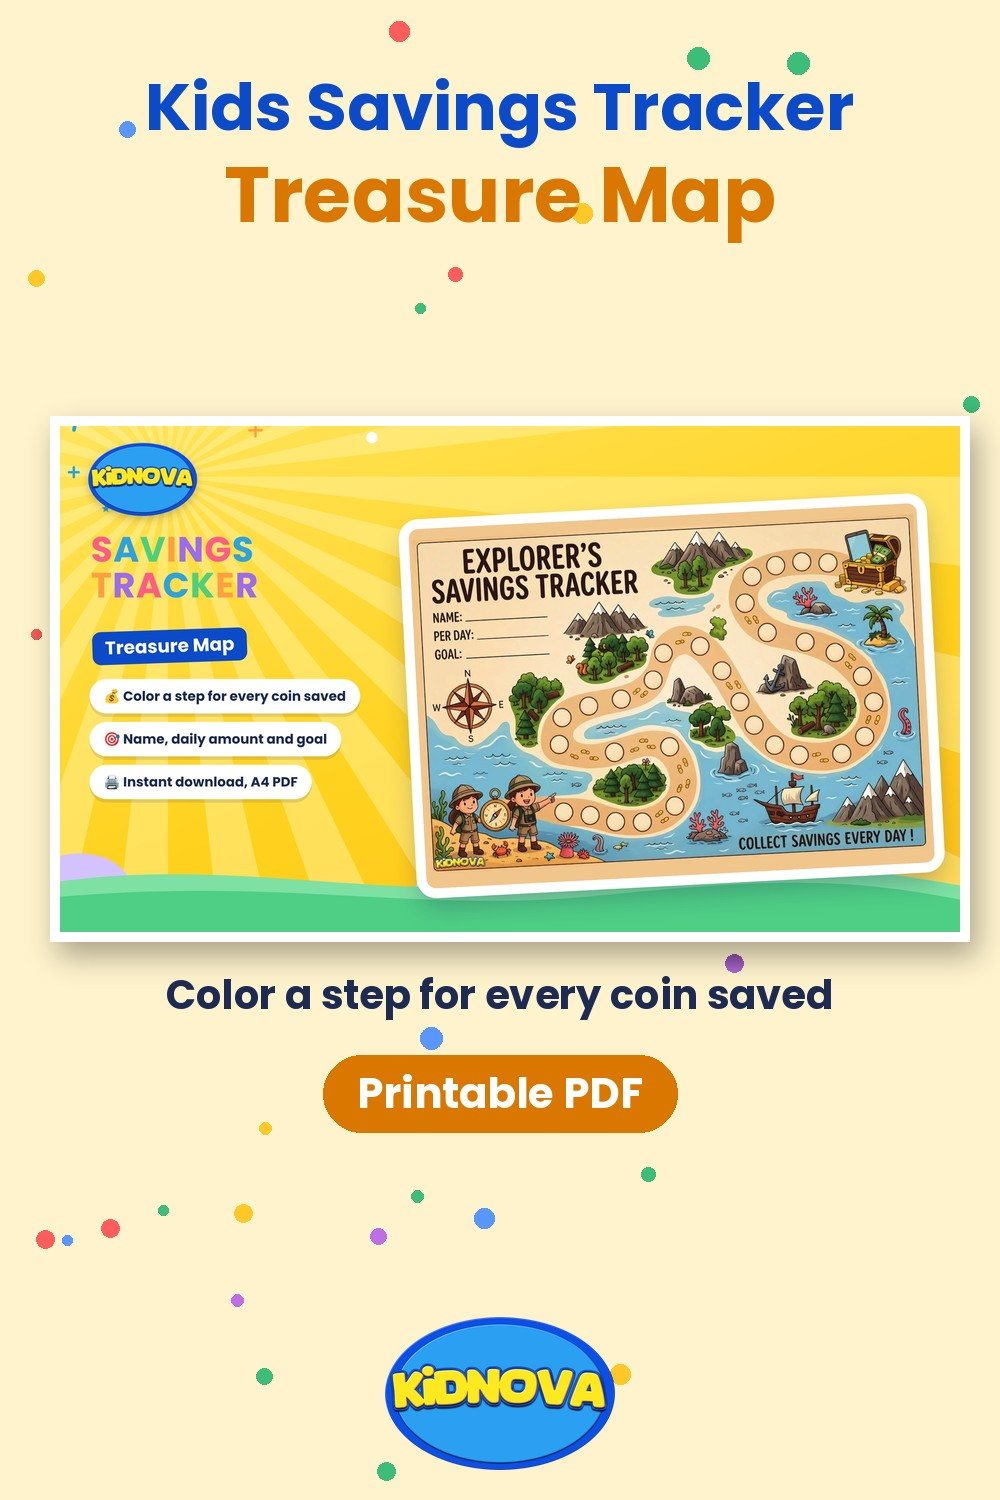 Kids Savings Tracker
Treasure Map
KiDNOVA
SAVINGS
TRACKER
Treasure Map
Color a step for every coin saved
Name, daily amount and goal
Instant download, A4 PDF
EXPLORER'S
SAVINGS TRACKER
NAME:
PER DAY:
GOAL:
N
W
E
S
KiDNOVA
COLLECT SAVINGS EVERY DAY!
Color a step for every coin saved
Printable PDF
KiDNOVA